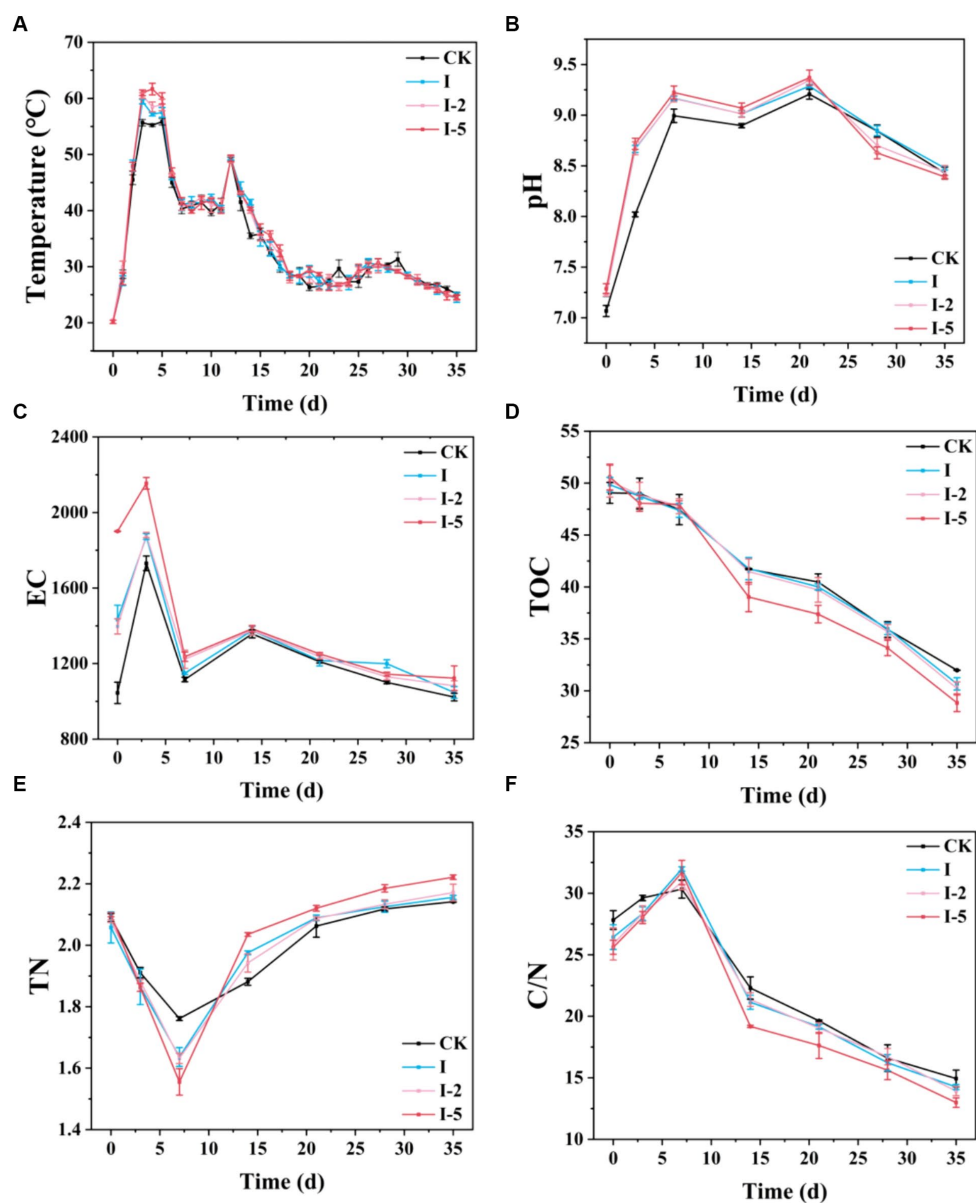 A
Temperature (°C)
70
60
50
40
30
20
0 5 10 15 20 25 30 35
Time (d)
CK
I
I-2
I-5
B
pH
9.5
9.0
8.5
8.0
7.5
7.0
0 5 10 15 20 25 30 35
Time (d)
CK
I
I-2
I-5
C
EC
2400
2000
1600
1200
800
0 5 10 15 20 25 30 35
Time (d)
CK
I
I-2
I-5
D
TOC
55
50
45
40
35
30
25
0 5 10 15 20 25 30 35
Time (d)
CK
I
I-2
I-5
E
TN
2.4
2.2
2.0
1.8
1.6
1.4
0 5 10 15 20 25 30 35
Time (d)
CK
I
I-2
I-5
F
C/N
35
30
25
20
15
10
0 5 10 15 20 25 30 35
Time (d)
CK
I
I-2
I-5